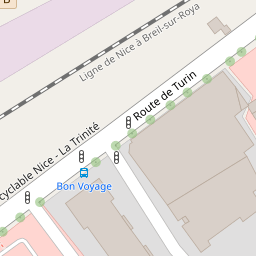 Ligne de Nice à Breil-sur-Roya
Route de Turin
cyclable Nice - La Trinité
Bon Voyage